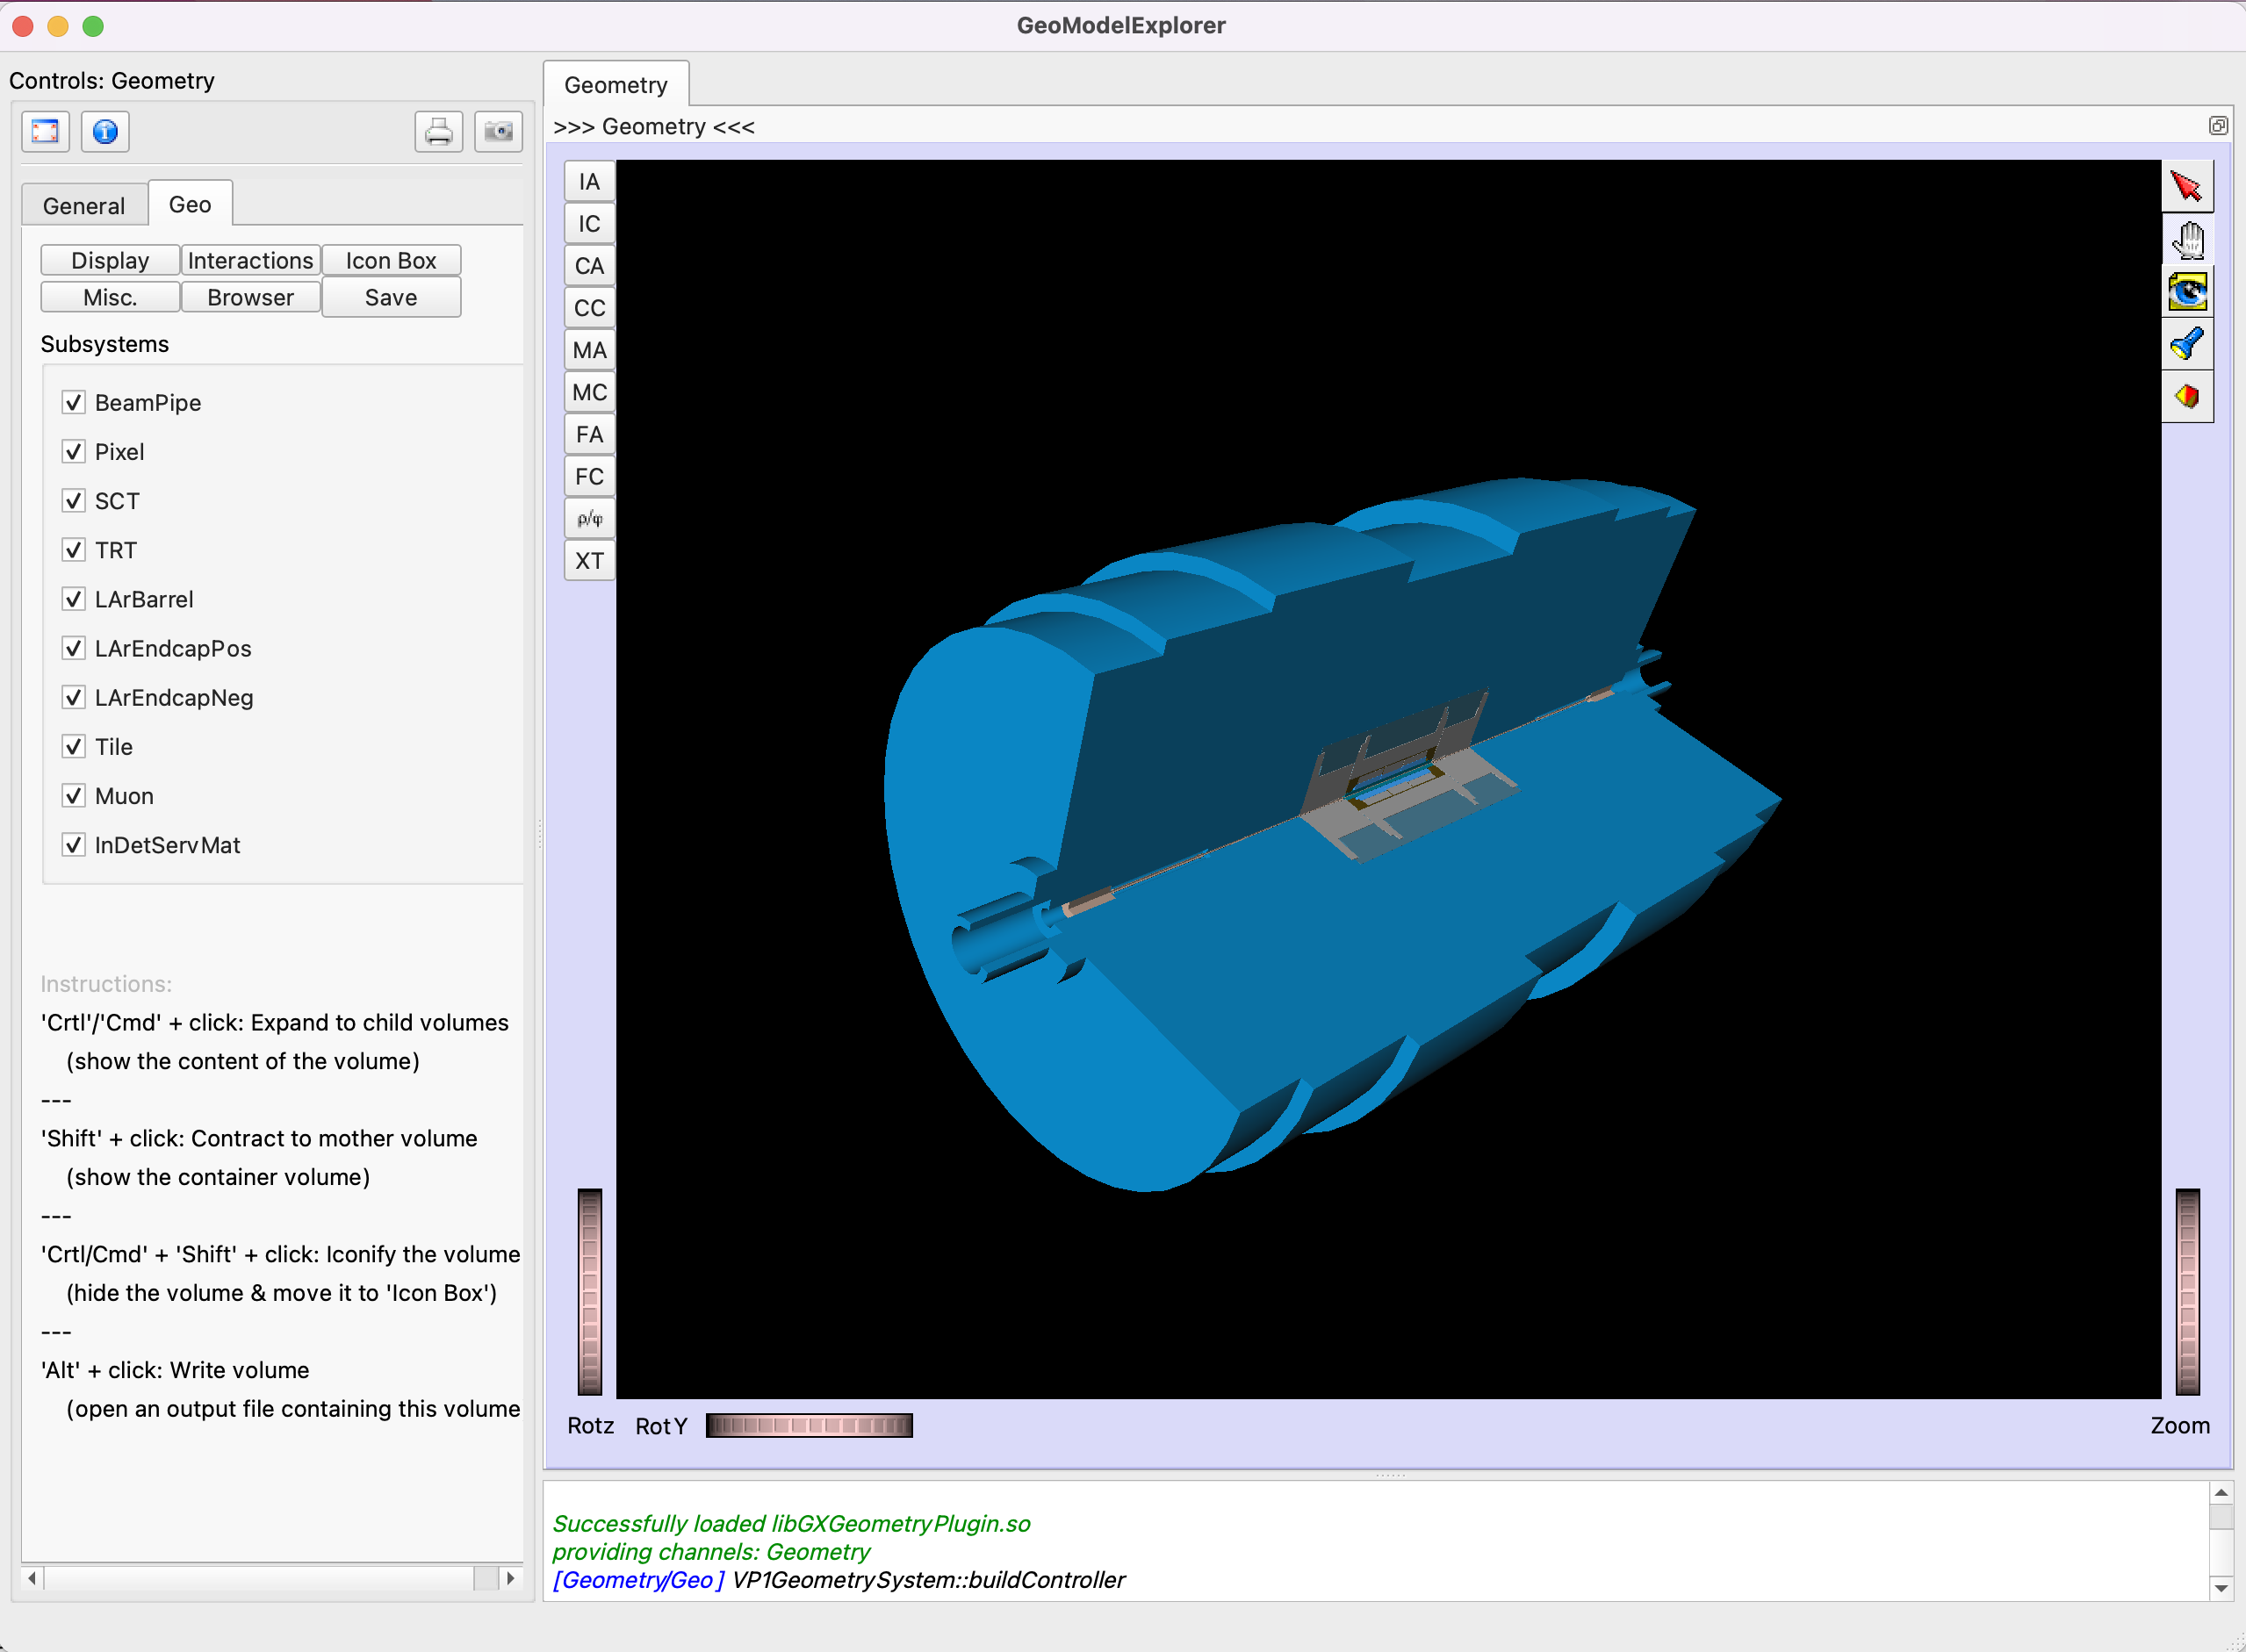 GeoModelExplorer
Controls: Geometry
General
Geo
Display
Interactions
Icon Box
Misc.
Browser
Save
Subsystems
BeamPipe
Pixel
SCT
TRT
LArBarrel
LArEndcapPos
LArEndcapNeg
Tile
Muon
InDetServMat
Instructions:
'Crtl'/'Cmd' + click: Expand to child volumes
(show the content of the volume)
---
'Shift' + click: Contract to mother volume
(show the container volume)
---
'Crtl/Cmd' + 'Shift' + click: Iconify the volume
(hide the volume & move it to 'Icon Box')
---
'Alt' + click: Write volume
(open an output file containing this volume
Geometry
>>> Geometry <<<
IA
IC
CA
CC
MA
MC
FA
FC
ρ/φ
XT
Rotz
RotY
Zoom
Successfully loaded libGXGeometryPlugin.so
providing channels: Geometry
[Geometry/Geo] VP1GeometrySystem::buildController